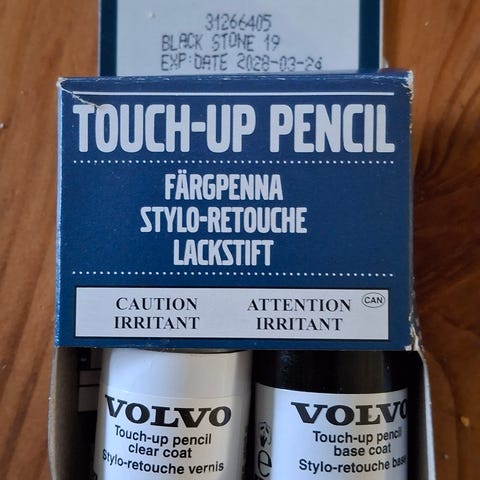 31266405
BLACK STONE 19
EXP:DATE 2028-03-24
TOUCH-UP PENCIL
FÄRGPENNA
STYLO-RETOUCHE
LACKSTIFT
CAUTION
IRRITANT
ATTENTION
IRRITANT
CAN
VOLVO
Touch-up pencil
clear coat
Stylo-retouche vernis
VOLVO
Touch-up pencil
base coat
Stylo-retouche base